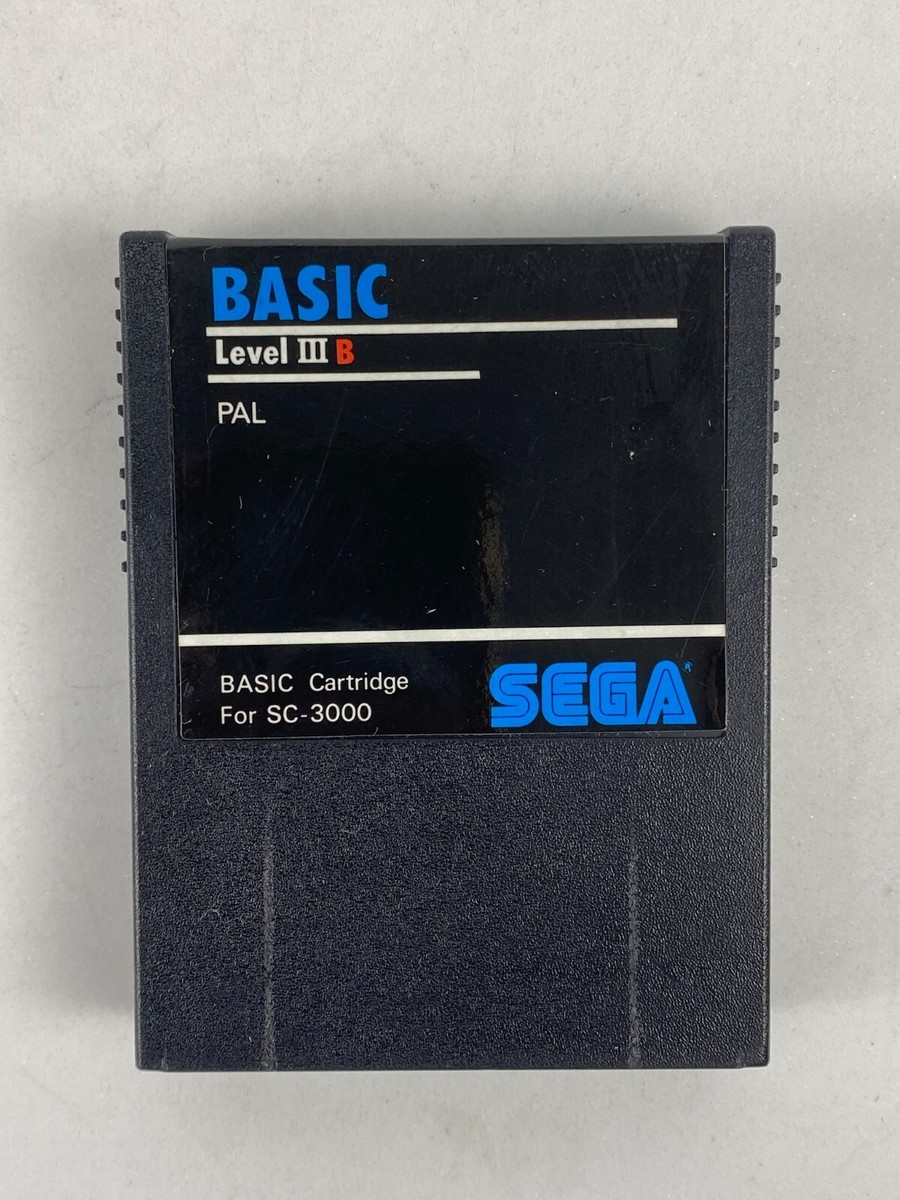 BASIC
Level III B
PAL
BASIC Cartridge
For SC-3000
SEGA®